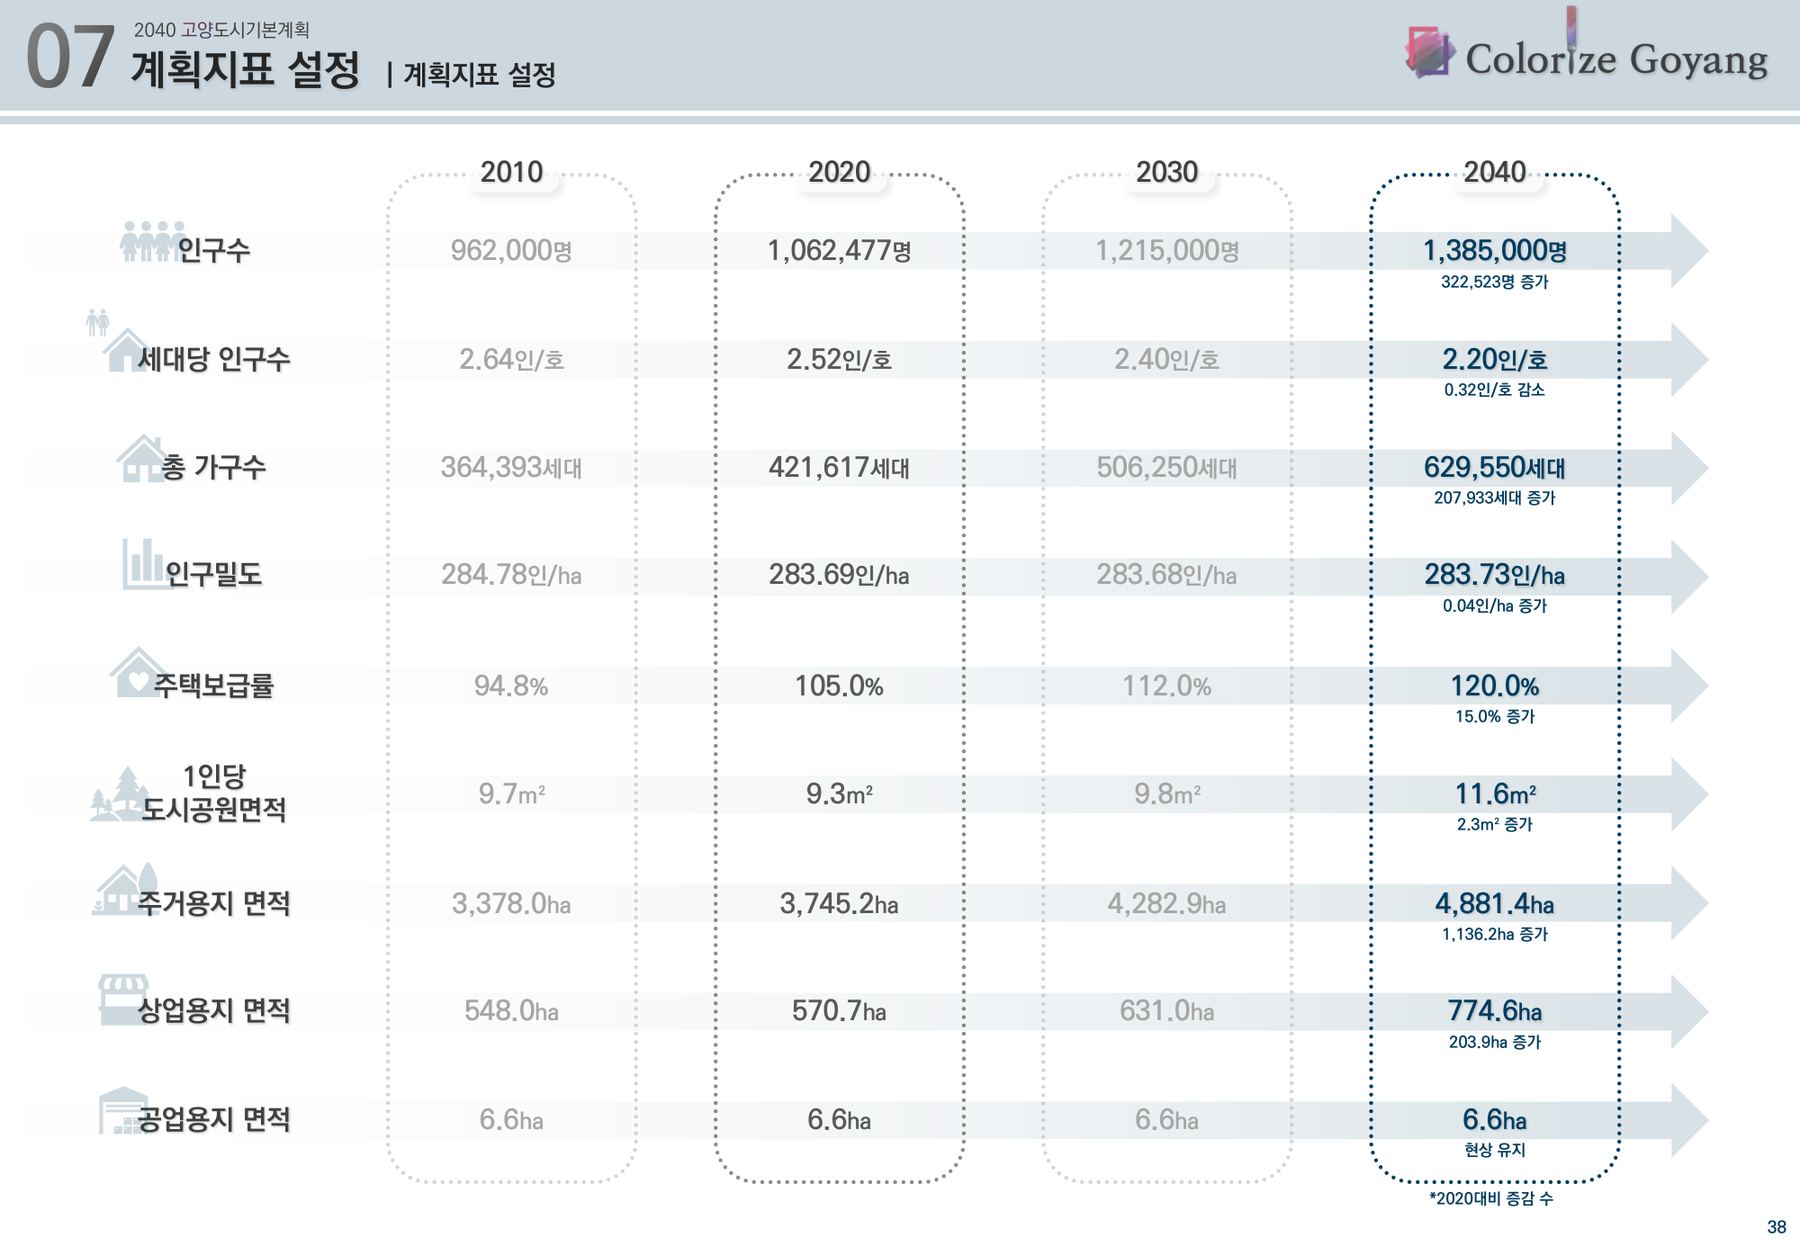 07
2040 고양도시기본계획
계획지표 설정 | 계획지표 설정
Colorize Goyang
2010 2020 2030 2040
인구수 962,000명 1,062,477명 1,215,000명 1,385,000명
322,523명 증가
세대당 인구수 2.64인/호 2.52인/호 2.40인/호 2.20인/호
0.32인/호 감소
총 가구수 364,393세대 421,617세대 506,250세대 629,550세대
207,933세대 증가
인구밀도 284.78인/ha 283.69인/ha 283.68인/ha 283.73인/ha
0.04인/ha 증가
주택보급률 94.8% 105.0% 112.0% 120.0%
15.0% 증가
1인당
도시공원면적 9.7m² 9.3m² 9.8m² 11.6m²
2.3m² 증가
주거용지 면적 3,378.0ha 3,745.2ha 4,282.9ha 4,881.4ha
1,136.2ha 증가
상업용지 면적 548.0ha 570.7ha 631.0ha 774.6ha
203.9ha 증가
공업용지 면적 6.6ha 6.6ha 6.6ha 6.6ha
현상 유지
*2020대비 증감 수
38